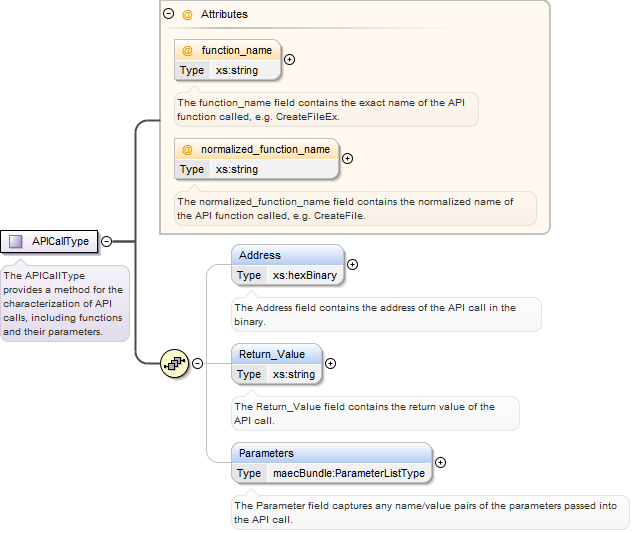 @ Attributes
@ function_name
Type xs:string
The function_name field contains the exact name of the API
function called, e.g. CreateFileEx.
@ normalized_function_name
Type xs:string
The normalized_function_name field contains the normalized name of
the API function called, e.g. CreateFile.
APICallType
The APICallType
provides a method for the
characterization of API
calls, including functions
and their parameters.
Address
Type xs:hexBinary
The Address field contains the address of the API call in the
binary.
Return_Value
Type xs:string
The Return_Value field contains the return value of the
API call.
Parameters
Type maecBundle:ParameterListType
The Parameter field captures any name/value pairs of the parameters passed into
the API call.